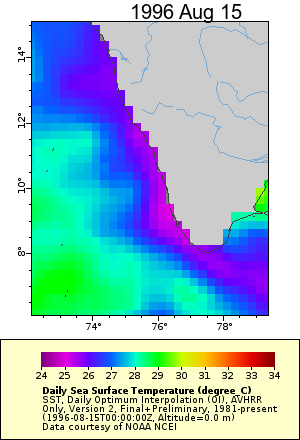 1996 Aug 15
14°
12°
10°
8°
74° 76° 78°
24 25 26 27 28 29 30 31 32 33 34
Daily Sea Surface Temperature (degree_C)
SST, Daily Optimum Interpolation (OI), AVHRR
Only, Version 2, Final+Preliminary, 1981-present
(1996-08-15T00:00:00Z, Altitude=0.0 m)
Data courtesy of NOAA NCEI